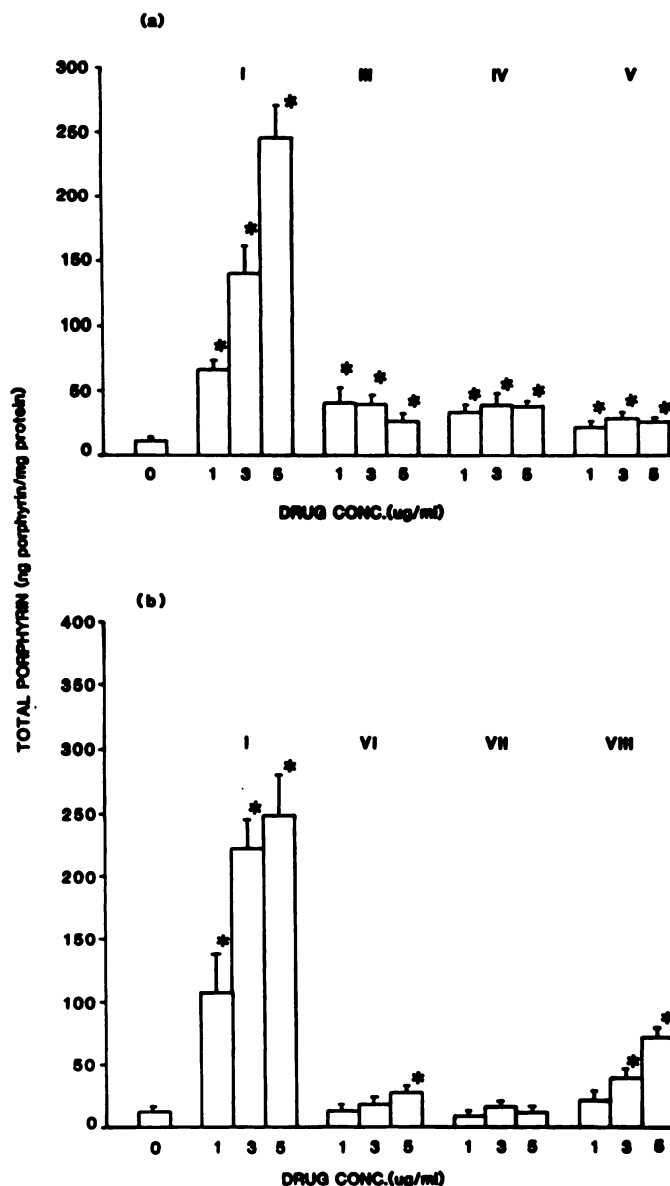 (a)
I III IV V
300
250
200
150
100
50
0
* * *
* * *
* * *
* * *
0 1 3 5 1 3 5 1 3 5 1 3 5
DRUG CONC.(ug/ml)
TOTAL PORPHYRIN (ng porphyrin/mg protein)
(b)
I VI VII VIII
400
350
300
250
200
150
100
50
0
* * *
*
* *
0 1 3 5 1 3 5 1 3 5 1 3 5
DRUG CONC.(ug/ml)